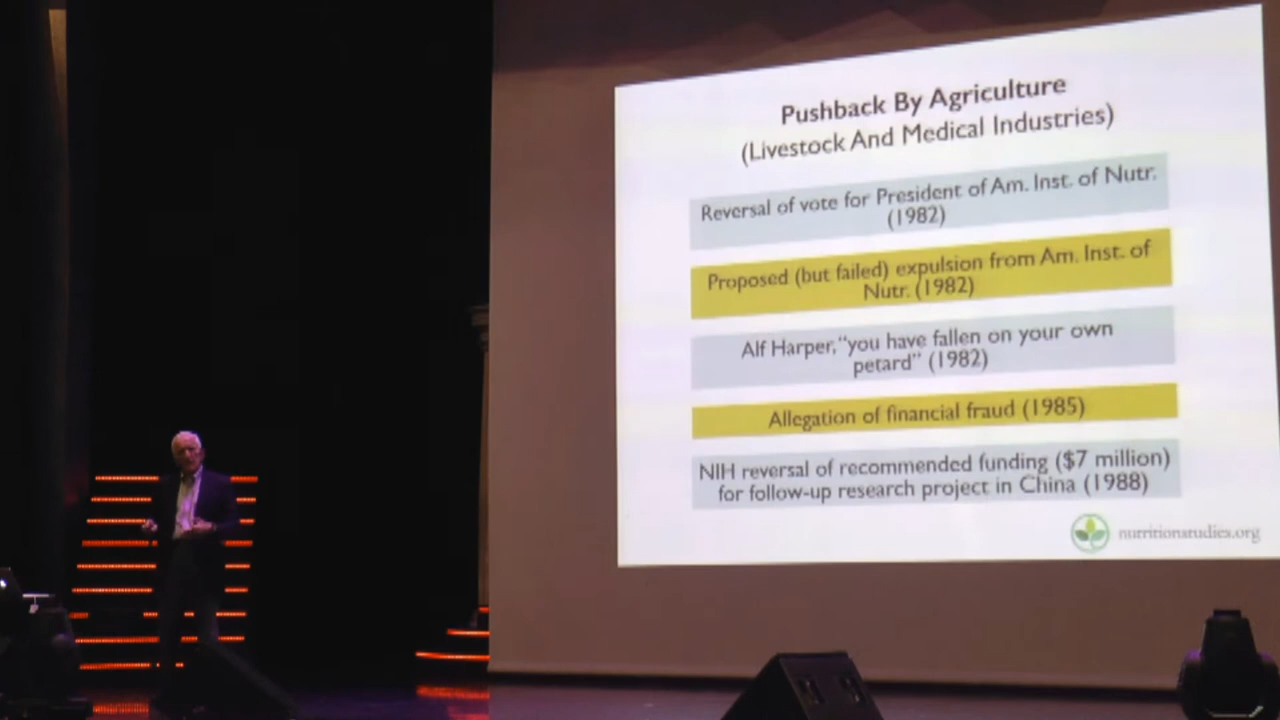 Pushback By Agriculture
(Livestock And Medical Industries)
Reversal of vote for President of Am. Inst. of Nutr.
(1982)
Proposed (but failed) expulsion from Am. Inst. of
Nutr. (1982)
Alf Harper, “you have fallen on your own
petard” (1982)
Allegation of financial fraud (1985)
NIH reversal of recommended funding ($7 million)
for follow-up research project in China (1988)
nutritionstudies.org